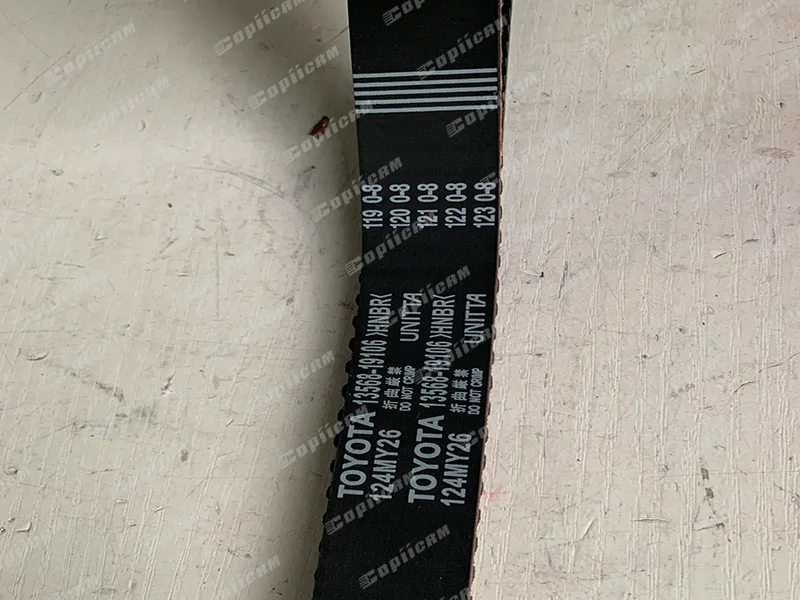 119 0-8
120 0-8
121 0-8
122 0-8
123 0-8
TOYOTA 13568-19106 >HNBR<
124MY26 折曲厳禁 UNITTA
DO NOT CRIMP
TOYOTA 13568-19106 >HNBR<
124MY26 折曲厳禁 UNITTA
DO NOT CRIMP
Copiicam